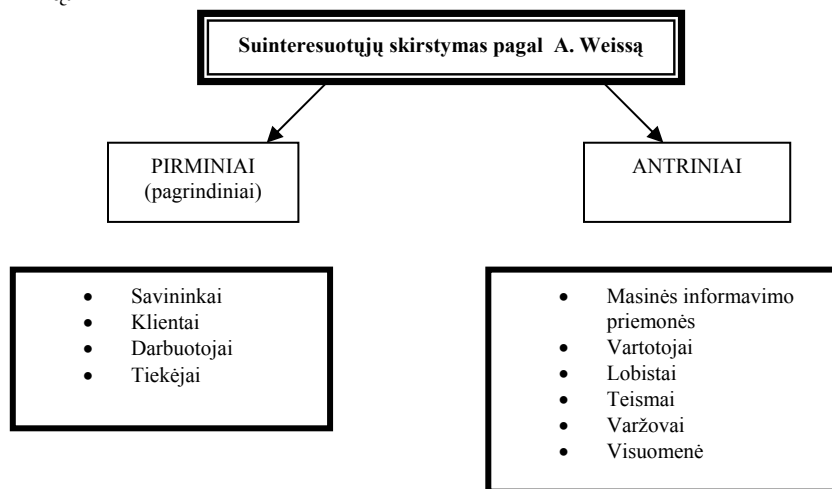 Suinteresuotųjų skirstymas pagal A. Weissą
PIRMINIAI
(pagrindiniai)
ANTRINIAI
• Savininkai
• Klientai
• Darbuotojai
• Tiekėjai
• Masinės informavimo
priemonės
• Vartotojai
• Lobistai
• Teismai
• Varžovai
• Visuomenė